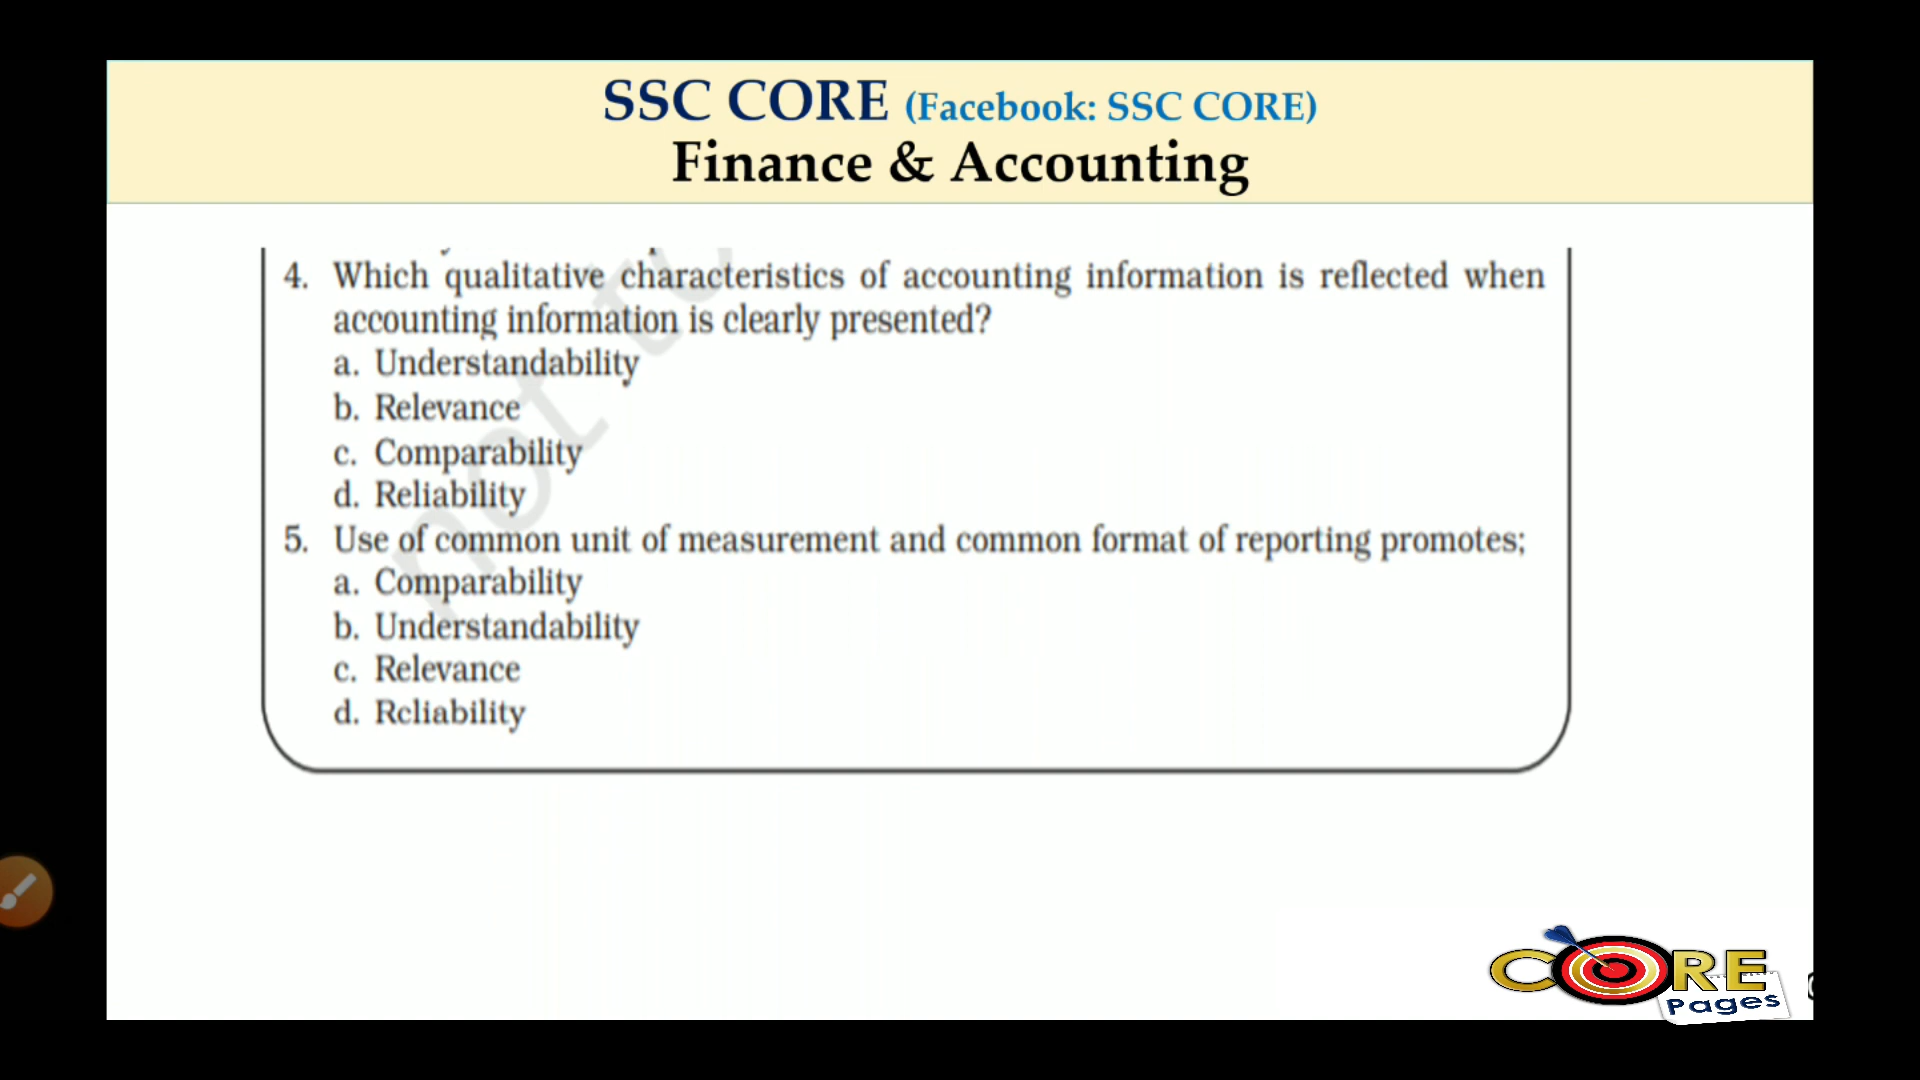 SSC CORE (Facebook: SSC CORE)
Finance & Accounting
4. Which qualitative characteristics of accounting information is reflected when
accounting information is clearly presented?
a. Understandability
b. Relevance
c. Comparability
d. Reliability
5. Use of common unit of measurement and common format of reporting promotes;
a. Comparability
b. Understandability
c. Relevance
d. Reliability
not
CORE
Pages